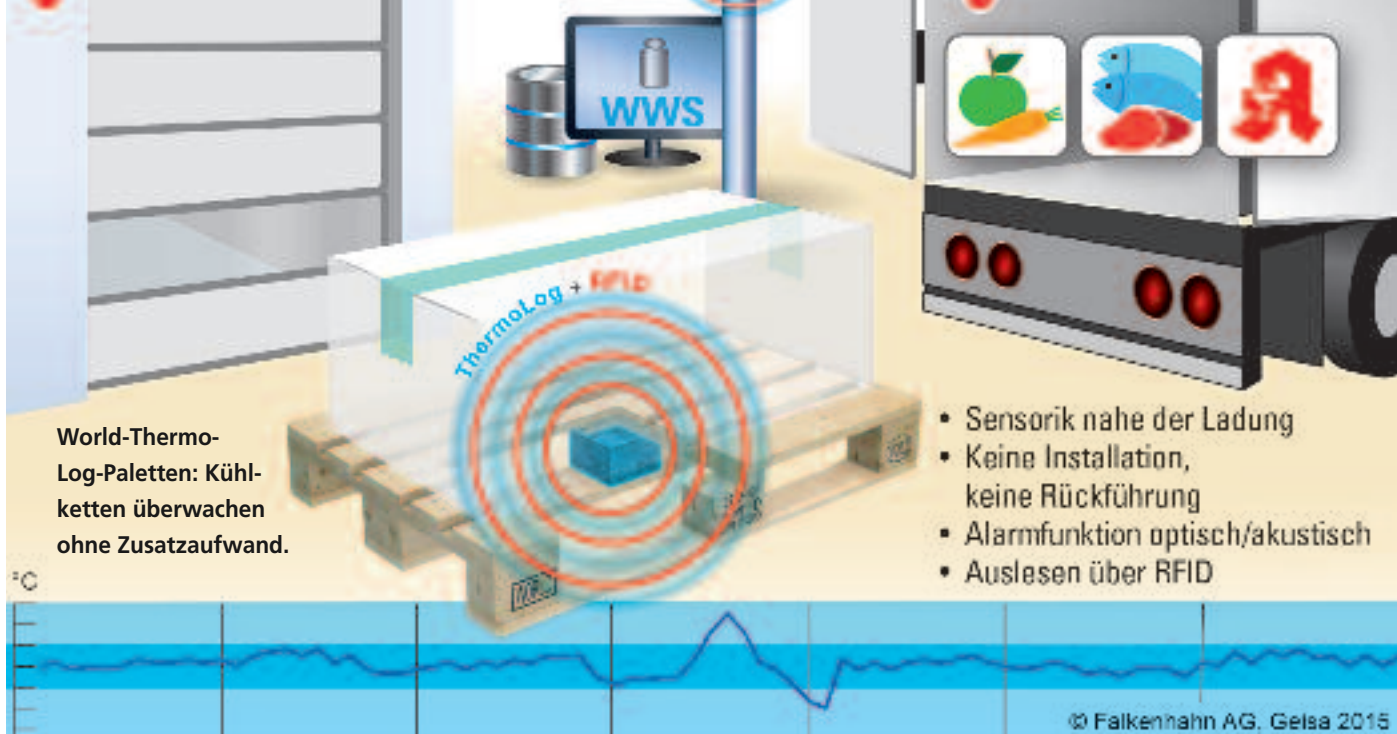 WWS
ThermoLog + RFID
World-Thermo-
Log-Paletten: Kühl-
ketten überwachen
ohne Zusatzaufwand.
• Sensorik nahe der Ladung
• Keine Installation,
keine Rückführung
• Alarmfunktion optisch/akustisch
• Auslesen über RFID
°C
© Falkenhahn AG, Geisa 2015